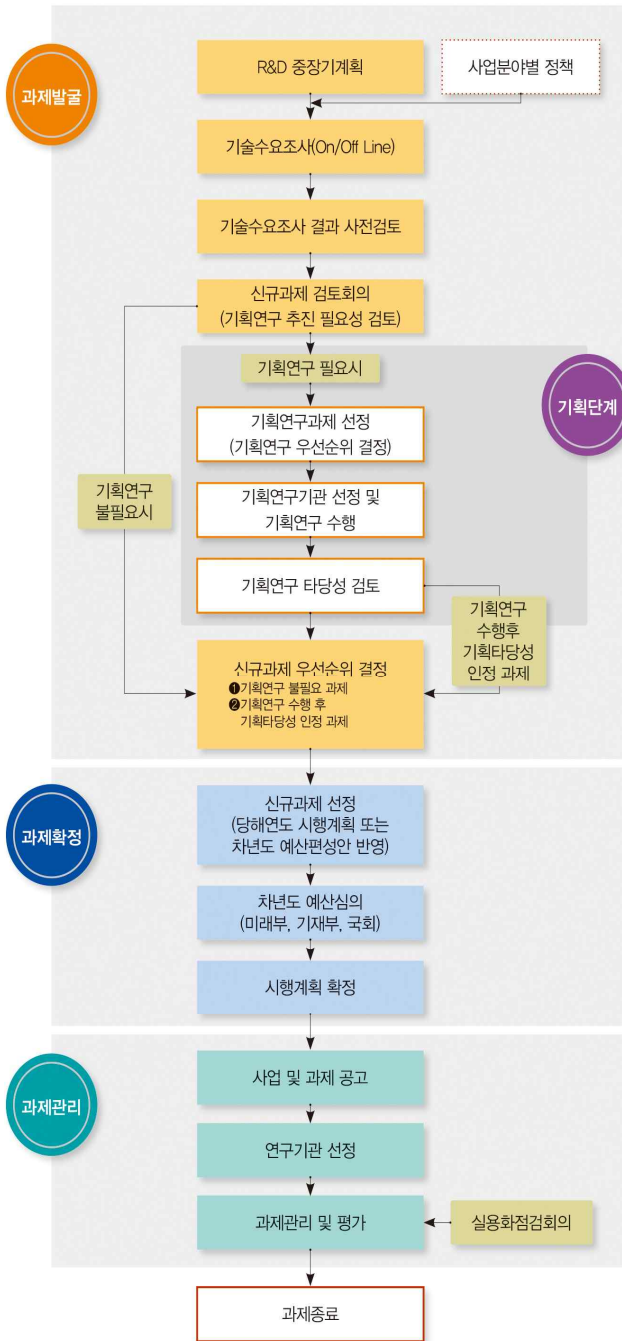 과제발굴
R&D 중장기계획
사업분야별 정책
기술수요조사(On/Off Line)
기술수요조사 결과 사전검토
신규과제 검토회의
(기획연구 추진 필요성 검토)
기획연구 필요시
기획단계
기획연구과제 선정
(기획연구 우선순위 결정)
기획연구
불필요시
기획연구기관 선정 및
기획연구 수행
기획연구 타당성 검토
기획연구
수행후
기획타당성
인정 과제
신규과제 우선순위 결정
❶기획연구 불필요 과제
❷기획연구 수행 후
기획타당성 인정 과제
과제확정
신규과제 선정
(당해연도 시행계획 또는
차년도 예산편성안 반영)
차년도 예산심의
(미래부, 기재부, 국회)
시행계획 확정
과제관리
사업 및 과제 공고
연구기관 선정
과제관리 및 평가
실용화점검회의
과제종료